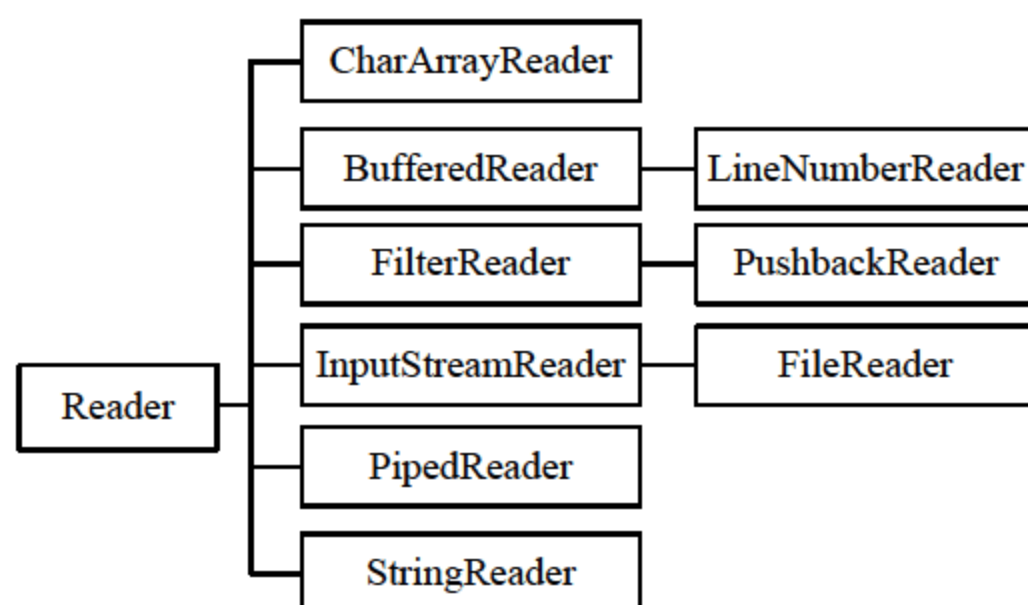 CharArrayReader
BufferedReader
LineNumberReader
FilterReader
PushbackReader
InputStreamReader
FileReader
Reader
PipedReader
StringReader